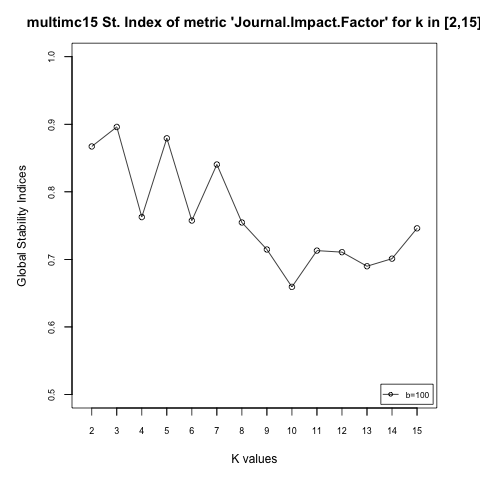 multimc15 St. Index of metric 'Journal.Impact.Factor' for k in [2,15]
1.0
0.9
0.8
0.7
0.6
0.5
Global Stability Indices
b=100
2 3 4 5 6 7 8 9 10 11 12 13 14 15
K values